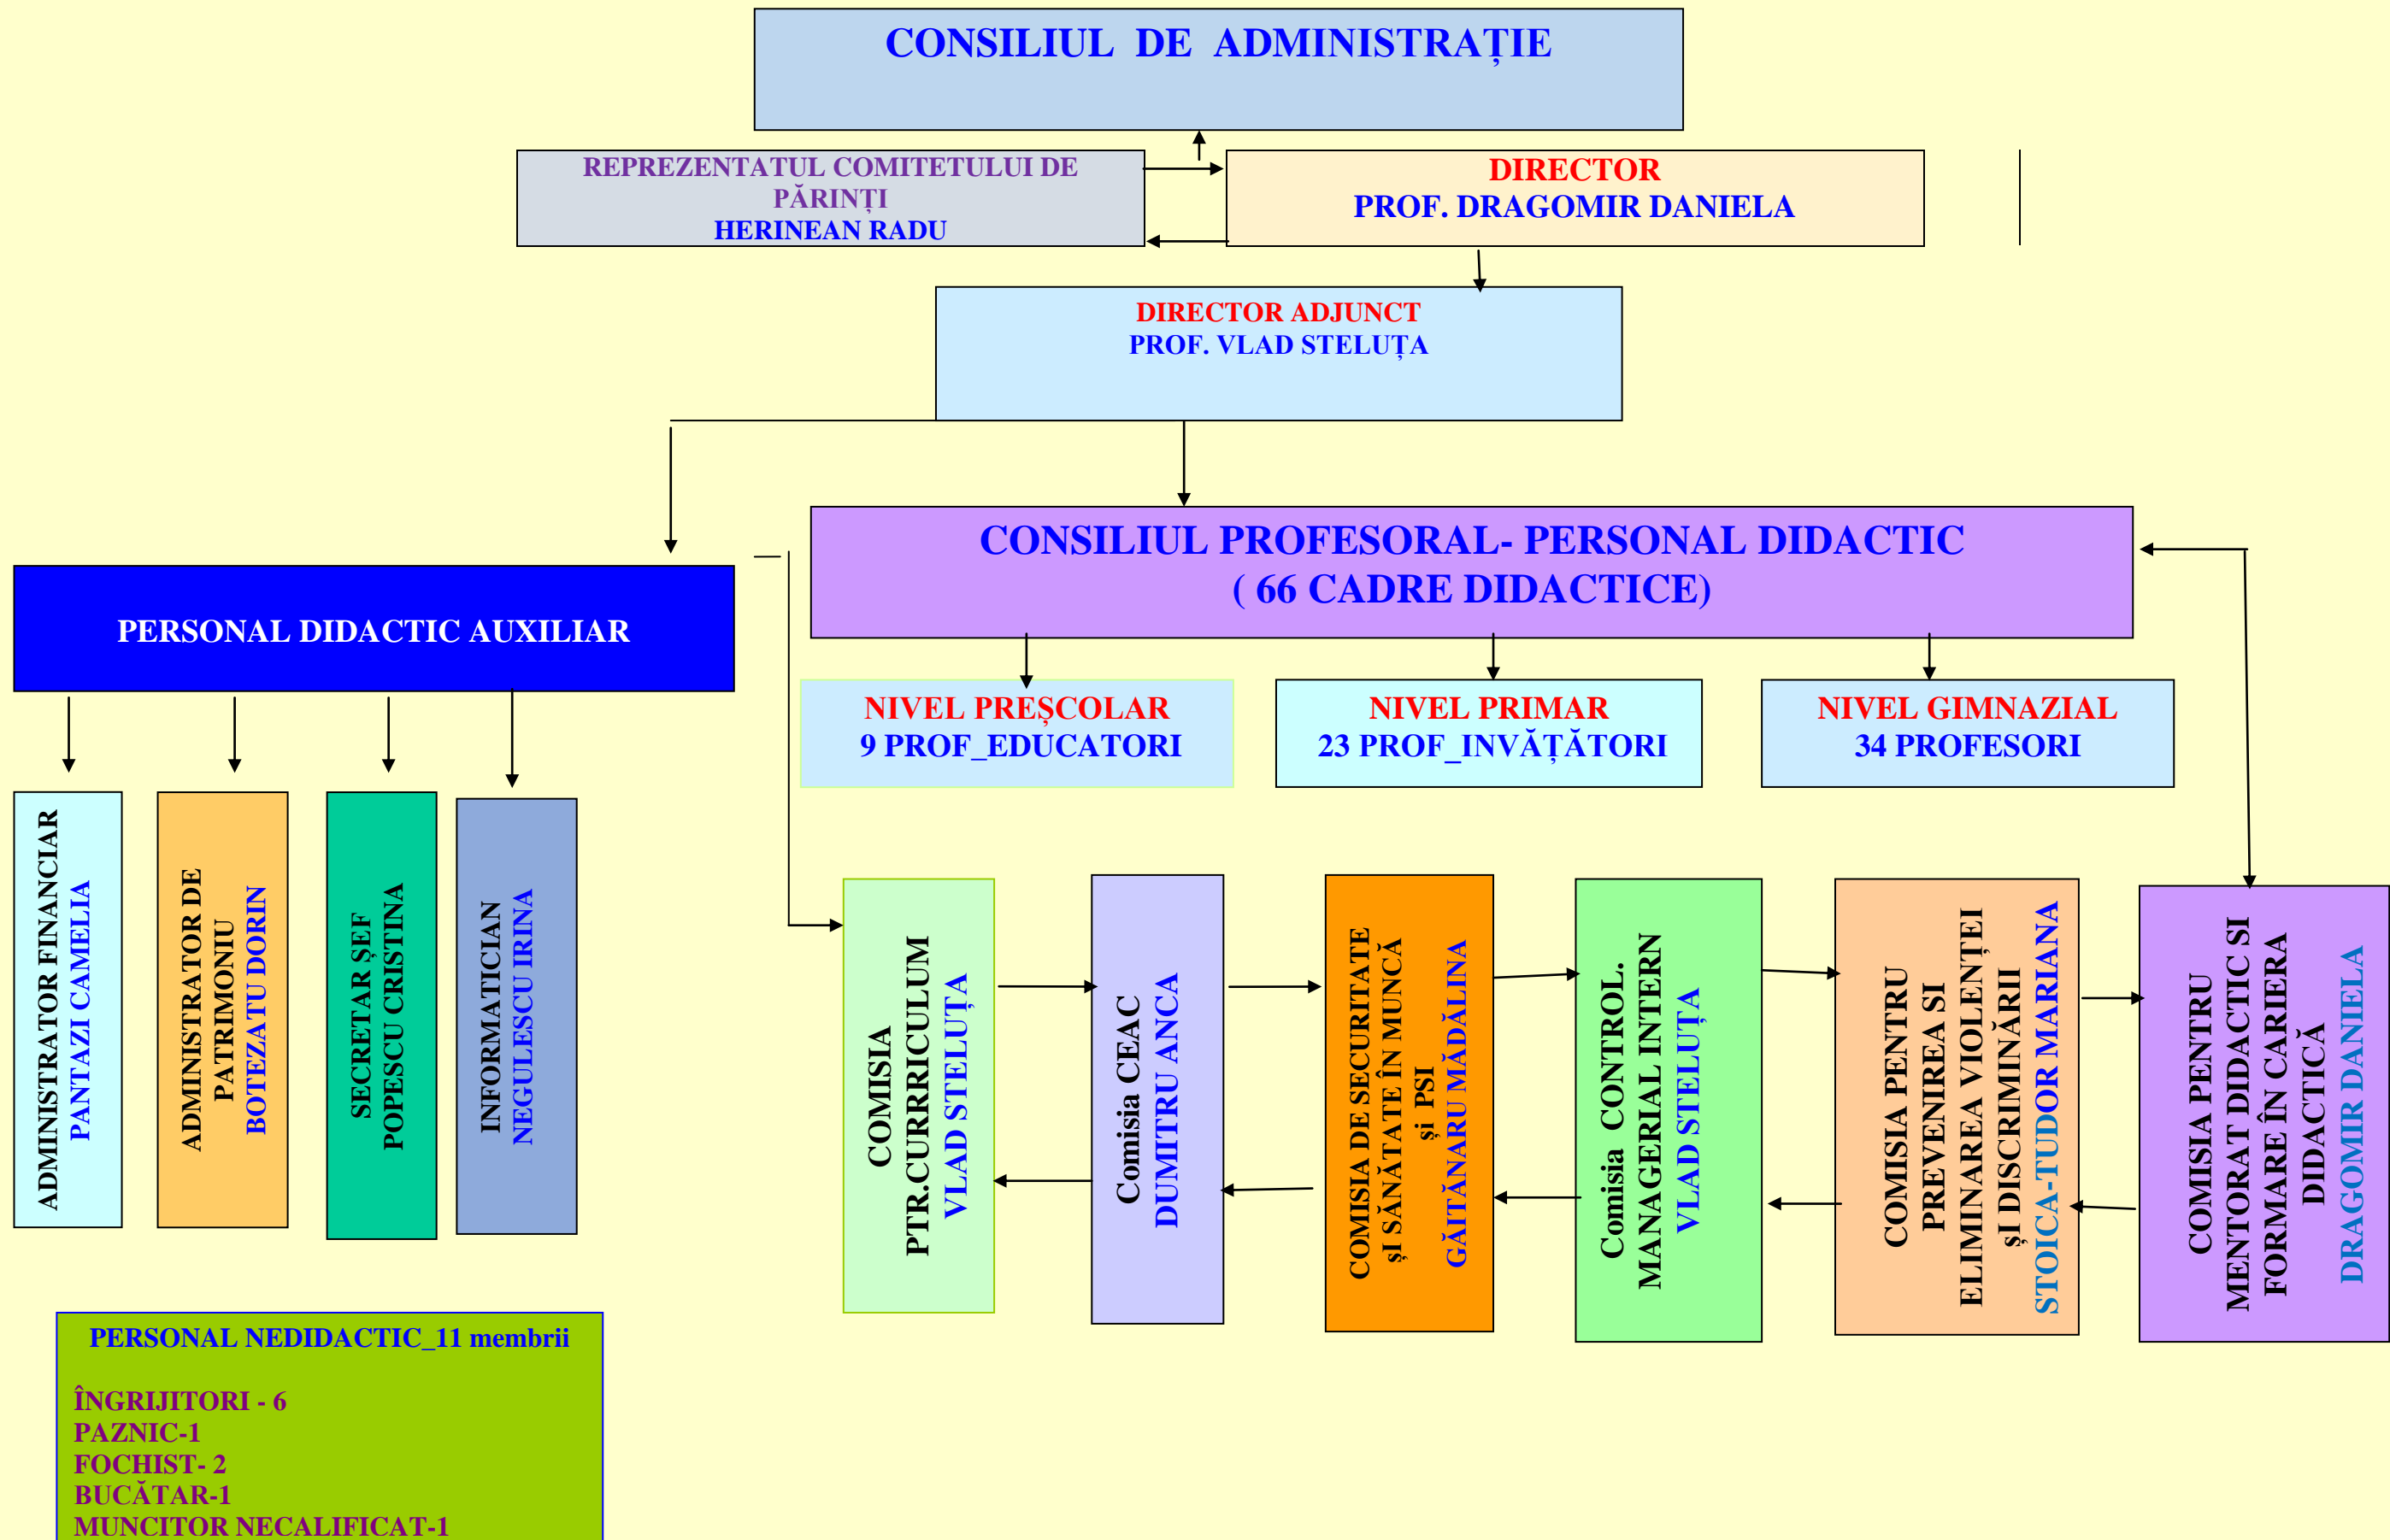 CONSILIUL DE ADMINISTRAȚIE
REPREZENTATUL COMITETULUI DE
PĂRINȚI
HERINEAN RADU
DIRECTOR
PROF. DRAGOMIR DANIELA
DIRECTOR ADJUNCT
PROF. VLAD STELUȚA
CONSILIUL PROFESORAL- PERSONAL DIDACTIC
( 66 CADRE DIDACTICE)
PERSONAL DIDACTIC AUXILIAR
NIVEL PREȘCOLAR
9 PROF_EDUCATORI
NIVEL PRIMAR
23 PROF_INVĂȚĂTORI
NIVEL GIMNAZIAL
34 PROFESORI
ADMINISTRATOR FINANCIAR
PANTAZI CAMELIA
ADMINISTRATOR DE
PATRIMONIU
BOTEZATU DORIN
SECRETAR ȘEF
POPESCU CRISTINA
INFORMATICIAN
NEGULESCU IRINA
COMISIA
PTR.CURRRICULUM
VLAD STELUȚA
Comisia CEAC
DUMITRU ANCA
COMISIA DE SECURITATE
șI SĂNĂTATE ÎN MUNCĂ
și PSI
GĂITĂNARU MĂDĂLINA
Comisia CONTROL.
MANAGERIAL INTERN
VLAD STELUȚA
COMISIA PENTRU
PREVENIREA SI
ELIMINAREA VIOLENȚEI
șI DISCRIMINĂRII
STOICA-TUDOR MARIANA
COMISIA PENTRU
MENTORAT DIDACTIC SI
FORMARE ÎN CARIERA
DIDACTICĂ
DRAGOMIR DANIELA
PERSONAL NEDIDACTIC_11 membrii
ÎNGRIJITORI - 6
PAZNIC-1
FOCHIST- 2
BUCĂTAR-1
MUNCITOR NECALIFICAT-1